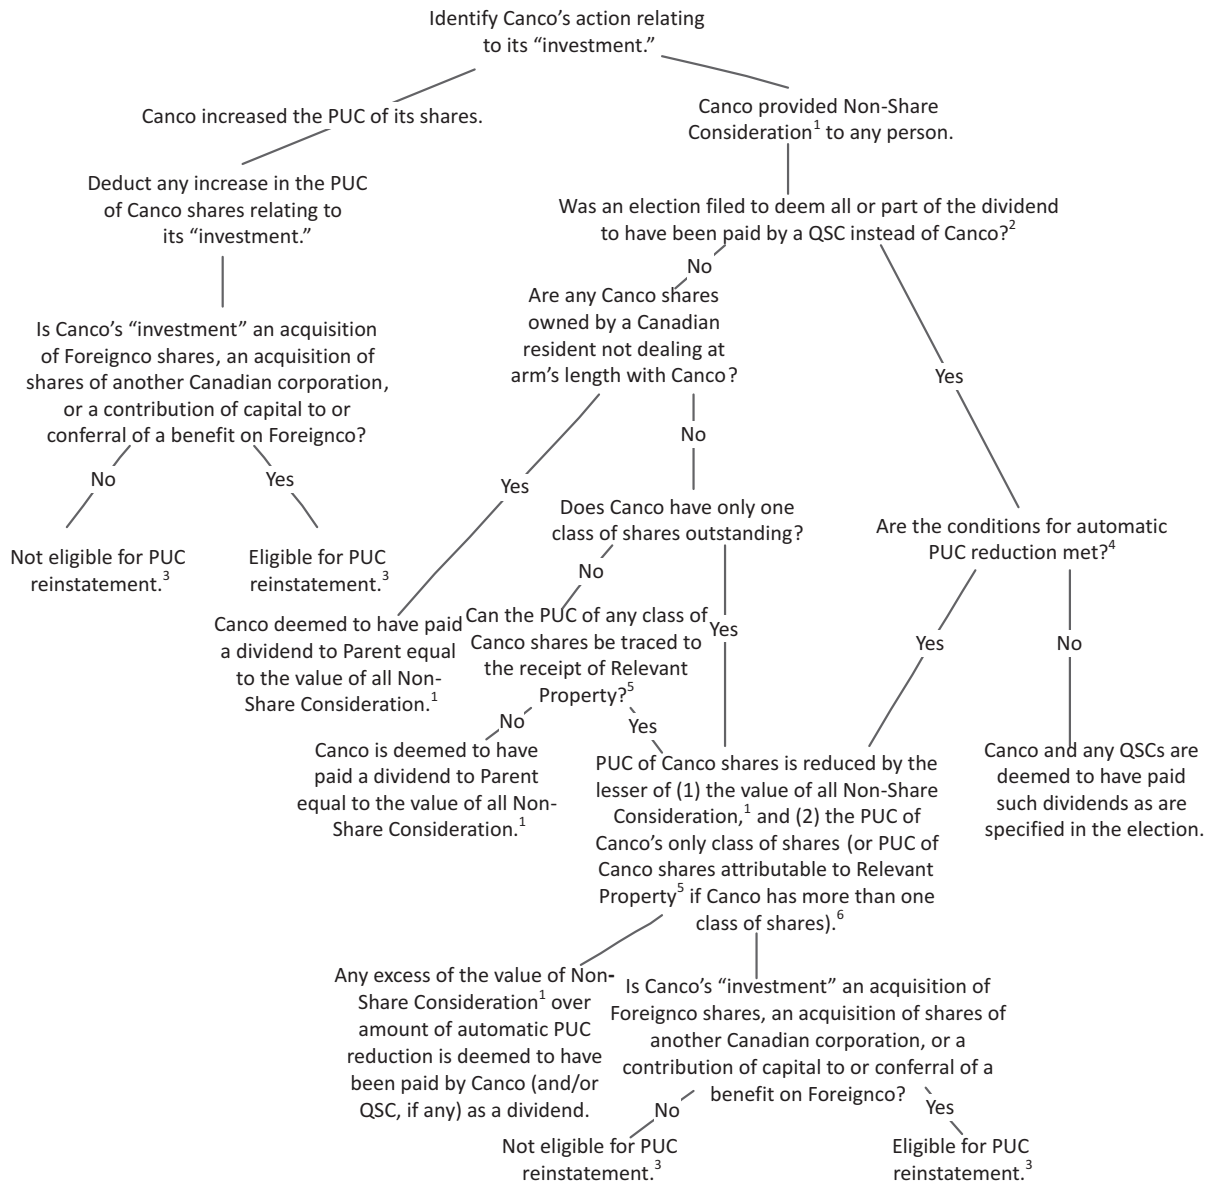 Identify Canco’s action relating
to its “investment.”
Canco increased the PUC of its shares.
Canco provided Non-Share
Consideration1 to any person.
Deduct any increase in the PUC
of Canco shares relating to
its “investment.”
Was an election filed to deem all or part of the dividend
to have been paid by a QSC instead of Canco?2
No
Yes
Is Canco’s “investment” an acquisition
of Foreignco shares, an acquisition of
shares of another Canadian corporation,
or a contribution of capital to or
conferral of a benefit on Foreignco?
No
Yes
Not eligible for PUC
reinstatement.3
Eligible for PUC
reinstatement.3
Are any Canco shares
owned by a Canadian
resident not dealing at
arm’s length with Canco?
Yes
No
Canco deemed to have paid
a dividend to Parent equal
to the value of all Non-
Share Consideration.1
Does Canco have only one
class of shares outstanding?
No
Yes
Are the conditions for automatic
PUC reduction met?4
Yes
No
Can the PUC of any class of
Canco shares be traced to
the receipt of Relevant
Property?5
No
Yes
Canco is deemed to have
paid a dividend to Parent
equal to the value of all Non-
Share Consideration.1
PUC of Canco shares is reduced by the
lesser of (1) the value of all Non-Share
Consideration,1 and (2) the PUC of
Canco’s only class of shares (or PUC of
Canco shares attributable to Relevant
Property5 if Canco has more than one
class of shares).6
Canco and any QSCs are
deemed to have paid
such dividends as are
specified in the election.
Any excess of the value of Non-
Share Consideration1 over
amount of automatic PUC
reduction is deemed to have
been paid by Canco (and/or
QSC, if any) as a dividend.
Is Canco’s “investment” an acquisition of
Foreignco shares, an acquisition of shares of
another Canadian corporation, or a
contribution of capital to or conferral of a
benefit on Foreignco?
No
Yes
Not eligible for PUC
reinstatement.3
Eligible for PUC
reinstatement.3